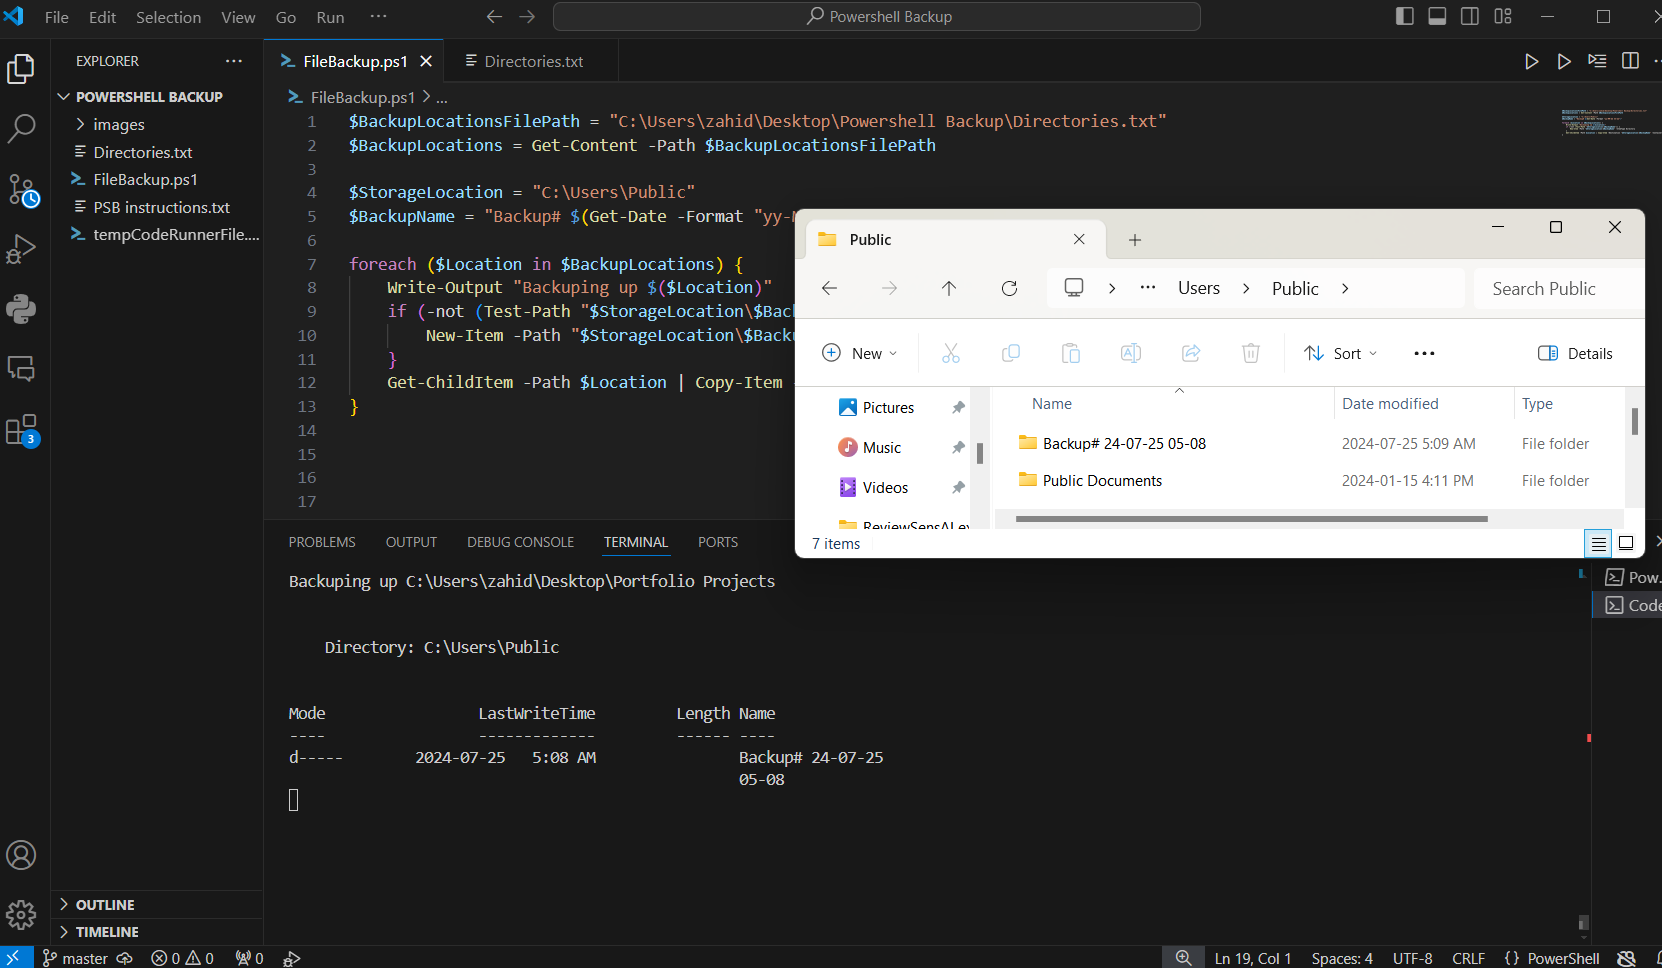 File Edit Selection View Go Run ···
Powershell Backup
EXPLORER ···
POWERSHELL BACKUP
images
Directories.txt
FileBackup.ps1
PSB instructions.txt
tempCodeRunnerFile....
OUTLINE
TIMELINE
3
FileBackup.ps1
Directories.txt
FileBackup.ps1 > ...
1 $BackupLocationsFilePath = "C:\Users\zahid\Desktop\Powershell Backup\Directories.txt"
2 $BackupLocations = Get-Content -Path $BackupLocationsFilePath
3
4 $StorageLocation = "C:\Users\Public"
5 $BackupName = "Backup# $(Get-Date -Format "yy-
6
7 foreach ($Location in $BackupLocations) {
8 Write-Output "Backuping up $($Location)"
9 if (-not (Test-Path "$StorageLocation\$Bac
10 New-Item -Path "$StorageLocation\$Back
11 }
12 Get-ChildItem -Path $Location | Copy-Item
13 }
14
15
16
17
Public
Users > Public >
Search Public
New
Sort
···
Details
Pictures
Music
Videos
Name
Date modified
Type
Backup# 24-07-25 05-08 2024-07-25 5:09 AM File folder
Public Documents 2024-01-15 4:11 PM File folder
7 items
PROBLEMS OUTPUT DEBUG CONSOLE TERMINAL PORTS
Backuping up C:\Users\zahid\Desktop\Portfolio Projects
Directory: C:\Users\Public
Mode LastWriteTime Length Name
---- ------------- ------ ----
d----- 2024-07-25 5:08 AM Backup# 24-07-25
05-08
Pow...
Code
master 0 0 0
Ln 19, Col 1 Spaces: 4 UTF-8 CRLF {} PowerShell